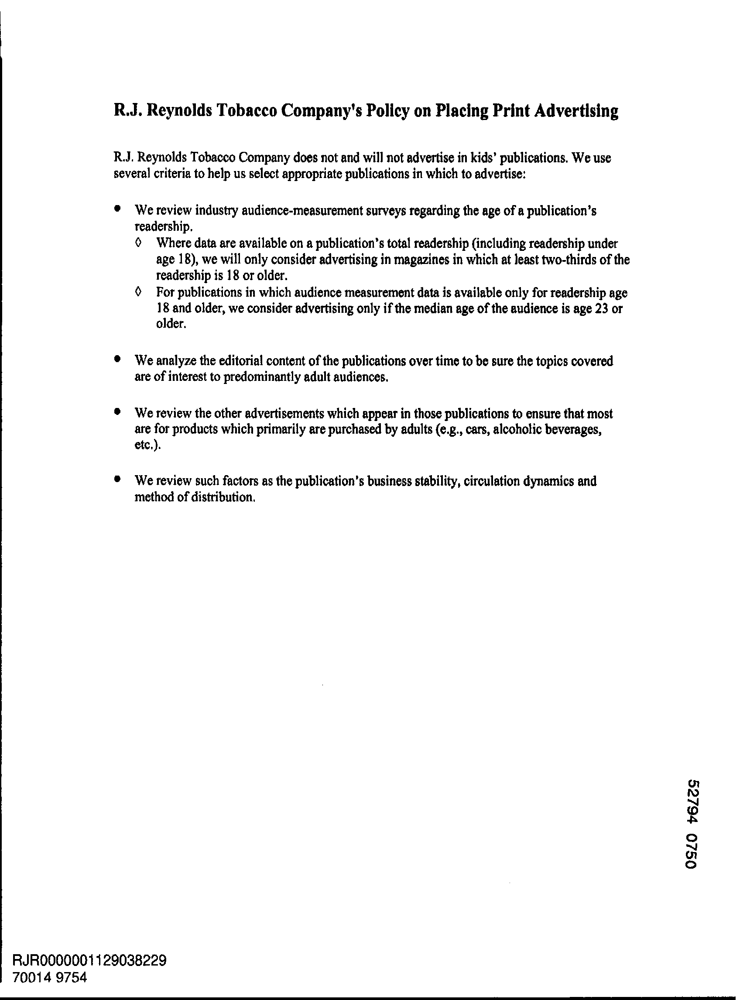 R.J. Reynolds Tobacco Company's Policy on Placing Print Advertising
R.J. Reynolds Tobacco Company does not and will not advertise in kids' publications. We use
several criteria to help us select appropriate publications in which to advertise:
• We review industry audience-measurement surveys regarding the age of a publication's
readership.
◊ Where data are available on a publication's total readership (including readership under
age 18), we will only consider advertising in magazines in which at least two-thirds of the
readership is 18 or older.
◊ For publications in which audience measurement data is available only for readership age
18 and older, we consider advertising only if the median age of the audience is age 23 or
older.
• We analyze the editorial content of the publications over time to be sure the topics covered
are of interest to predominantly adult audiences.
• We review the other advertisements which appear in those publications to ensure that most
are for products which primarily are purchased by adults (e.g., cars, alcoholic beverages,
etc.).
• We review such factors as the publication's business stability, circulation dynamics and
method of distribution.
52794 0750
RJR0000001129038229
70014 9754